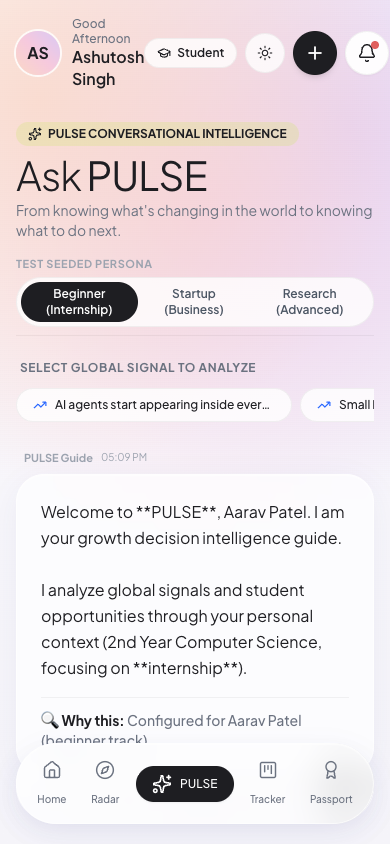 AS
Good
Afternoon
Ashutosh
Singh
Student
PULSE CONVERSATIONAL INTELLIGENCE
Ask PULSE
From knowing what's changing in the world to knowing
what to do next.
TEST SEEDED PERSONA
Beginner
(Internship)
Startup
(Business)
Research
(Advanced)
SELECT GLOBAL SIGNAL TO ANALYZE
AI agents start appearing inside ever...
Small
PULSE Guide 05:09 PM
Welcome to **PULSE**, Aarav Patel. I am
your growth decision intelligence guide.
I analyze global signals and student
opportunities through your personal
context (2nd Year Computer Science,
focusing on **internship**).
🔍 Why this: Configured for Aarav Patel
(beginner track)
Home
Radar
PULSE
Tracker
Passport